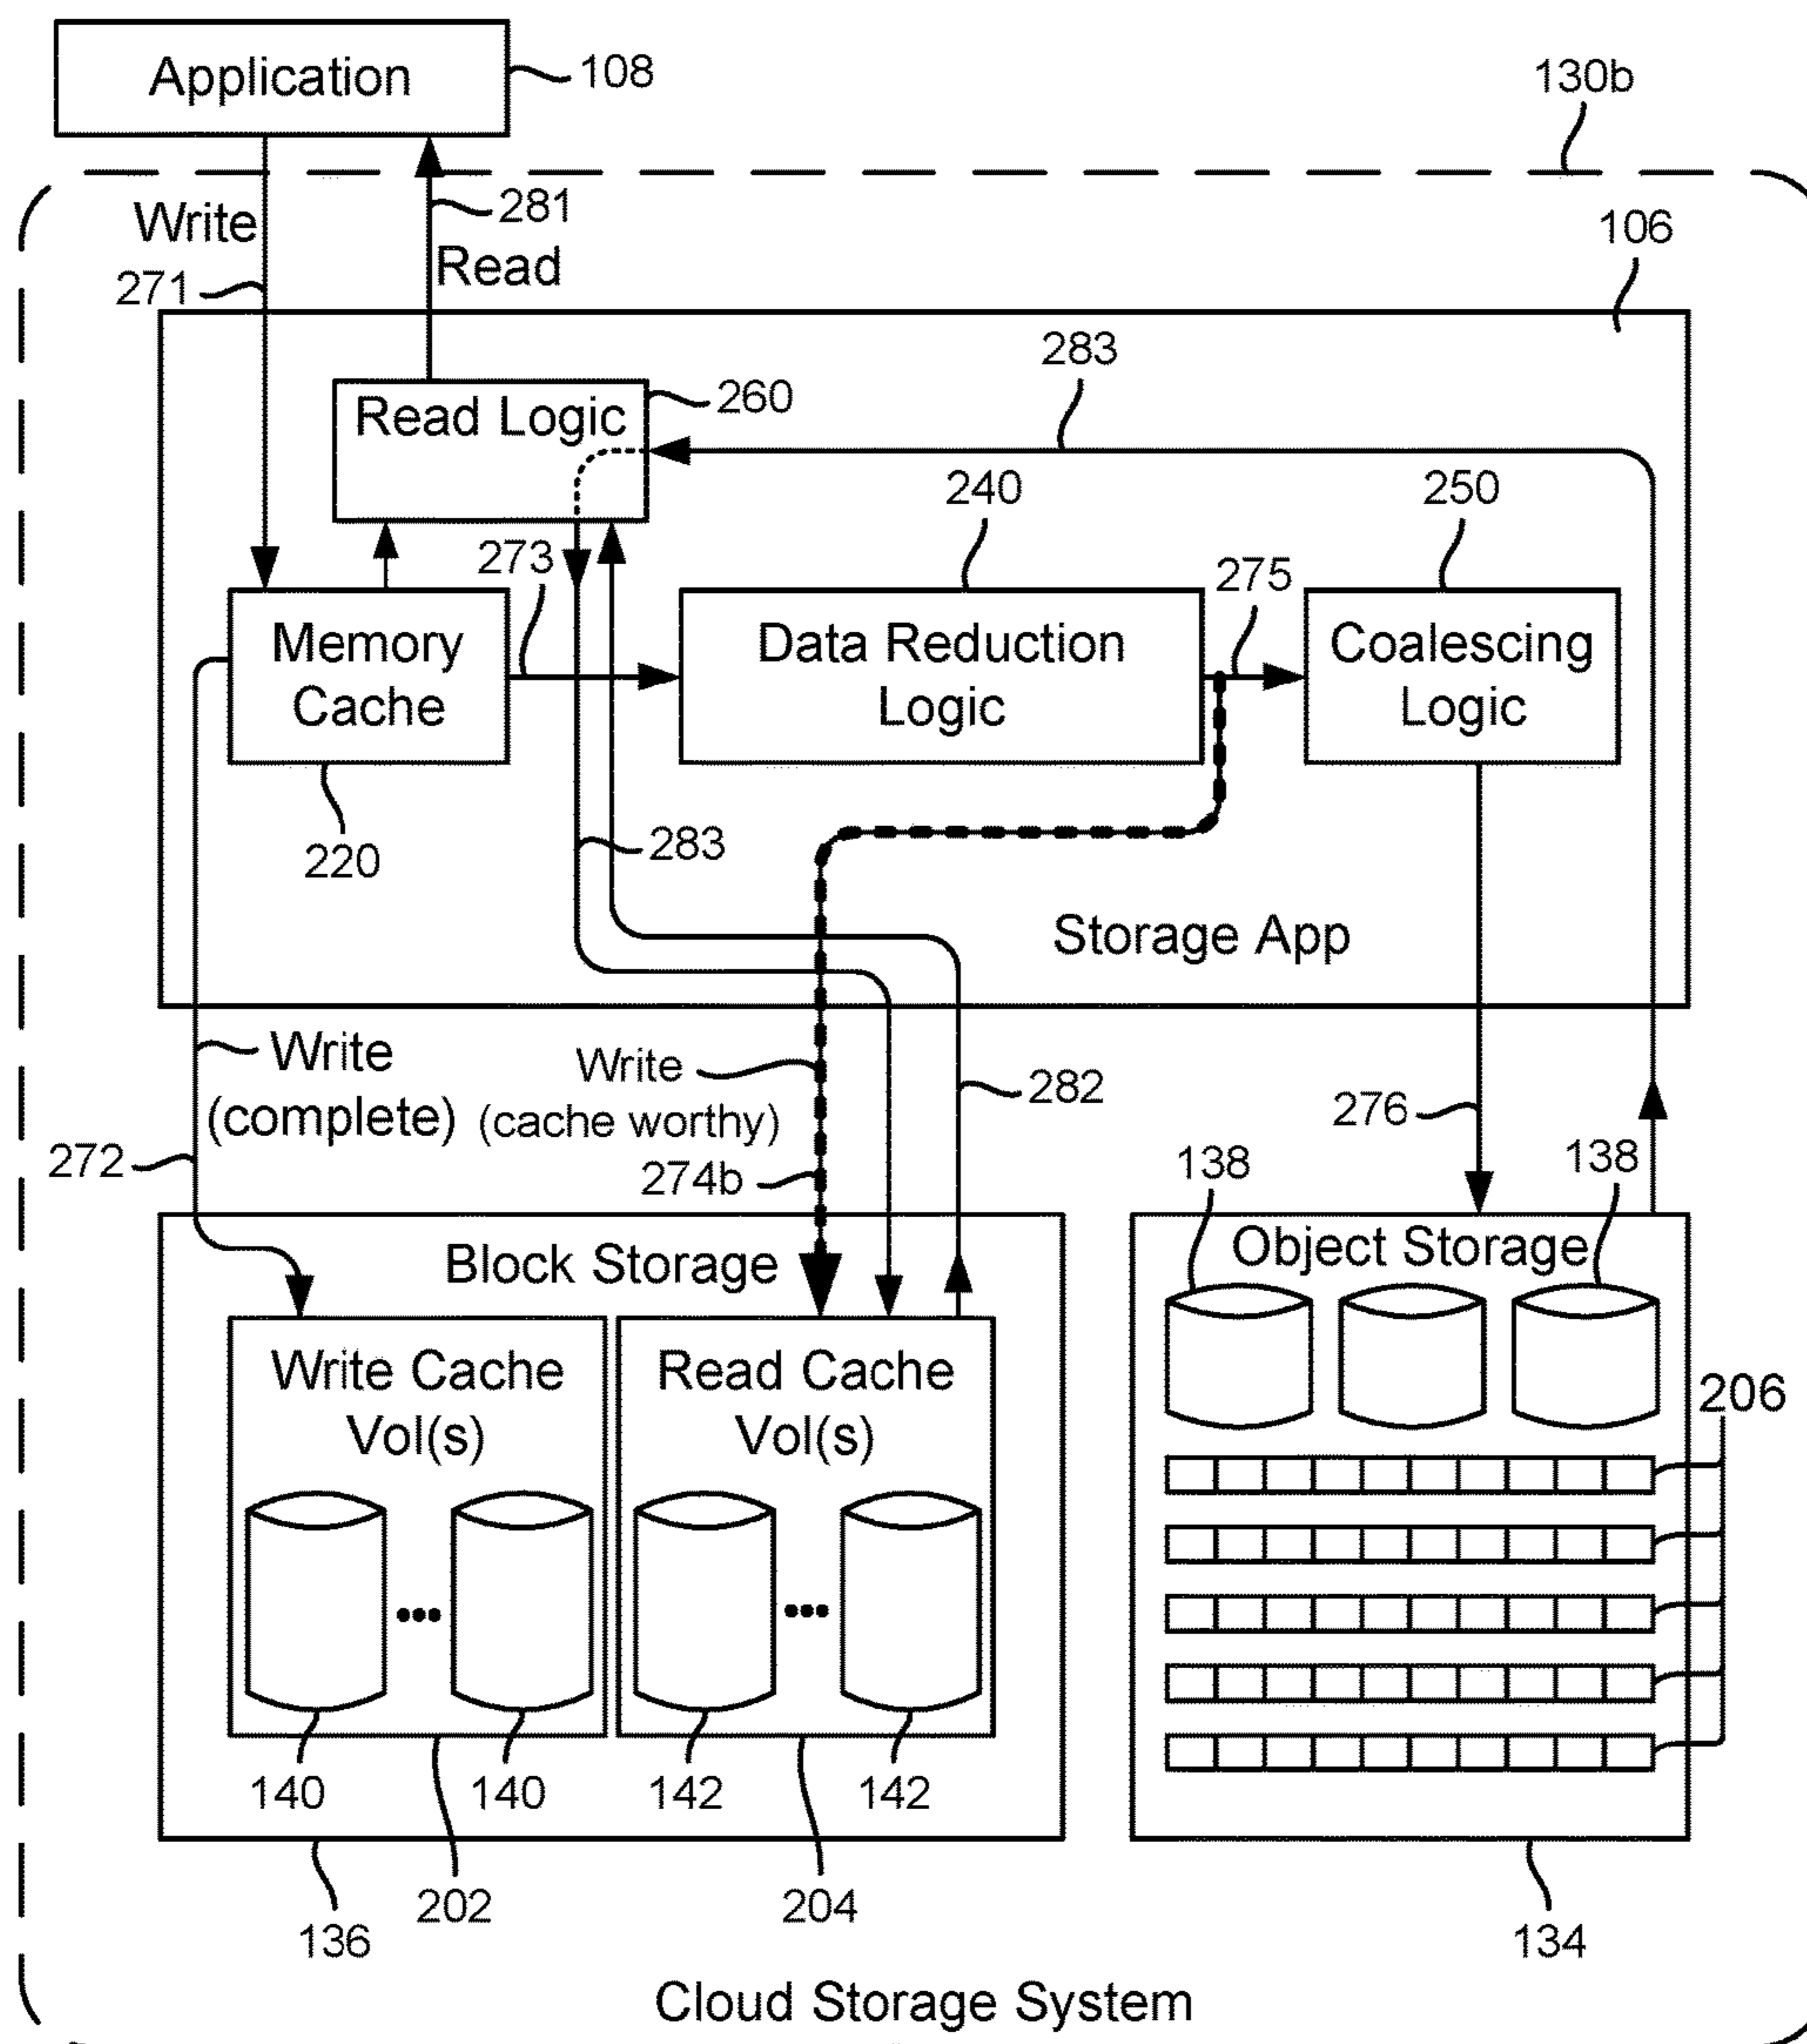 Application
108
130b
Write
281
106
Read
271
283
260
Read Logic
240
250
273
275
Memory
Cache
Data Reduction
Logic
Coalescing
Logic
220
283
Storage App
Write
(complete)
Write
(cache worthy)
282
276
272
274b
138
138
Block Storage
Object Storage
Write Cache
Vol(s)
Read Cache
Vol(s)
206
140
140
142
142
202
204
136
134
Cloud Storage System